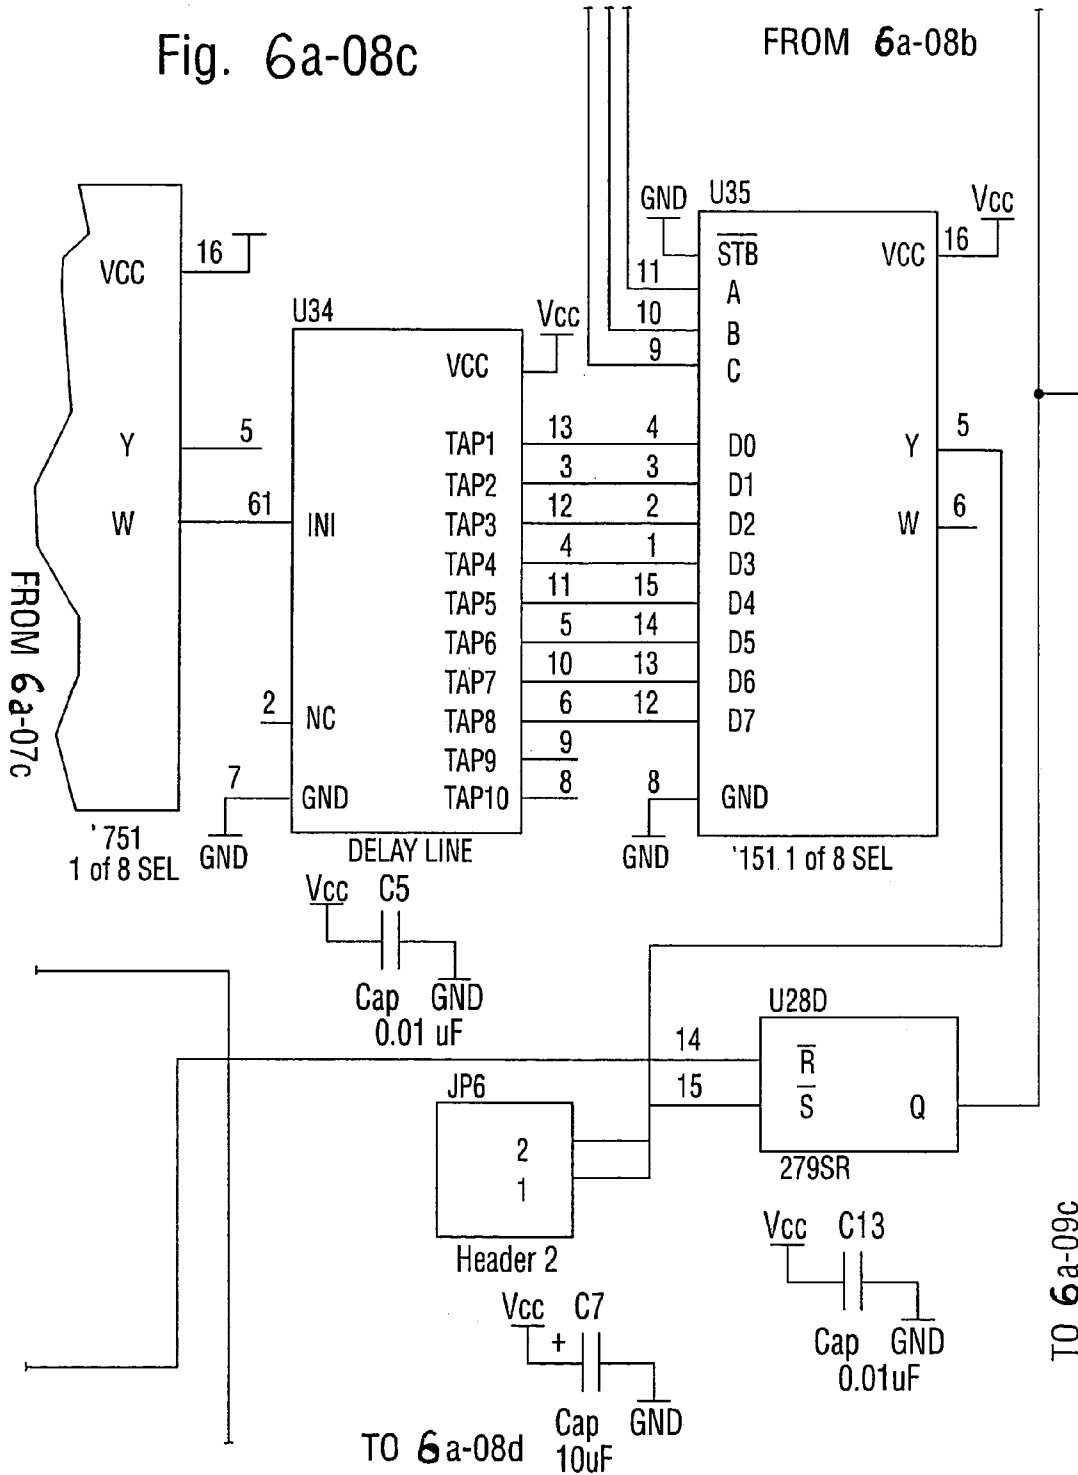 Fig. 6a-08c
FROM 6a-08b
FROM 6a-07c
VCC 16
Y 5
W 61
'751
1 of 8 SEL
U34
Vcc
VCC
INI
TAP1 13
TAP2 3
TAP3 12
TAP4 4
TAP5 11
TAP6 5
TAP7 10
TAP8 6
TAP9 9
TAP10 8
2 NC
7 GND
GND
DELAY LINE
U35
GND
STB
11 A
10 B
9 C
4 D0
3 D1
2 D2
1 D3
15 D4
14 D5
13 D6
12 D7
8 GND
GND
Vcc
VCC 16
Y 5
W 6
'151 1 of 8 SEL
Vcc C5
Cap GND
0.01 uF
U28D
14 R
15 S
Q
279SR
JP6
2
1
Header 2
Vcc C13
Cap GND
0.01uF
Vcc C7
+
Cap GND
10uF
TO 6a-08d
TO 6a-09c